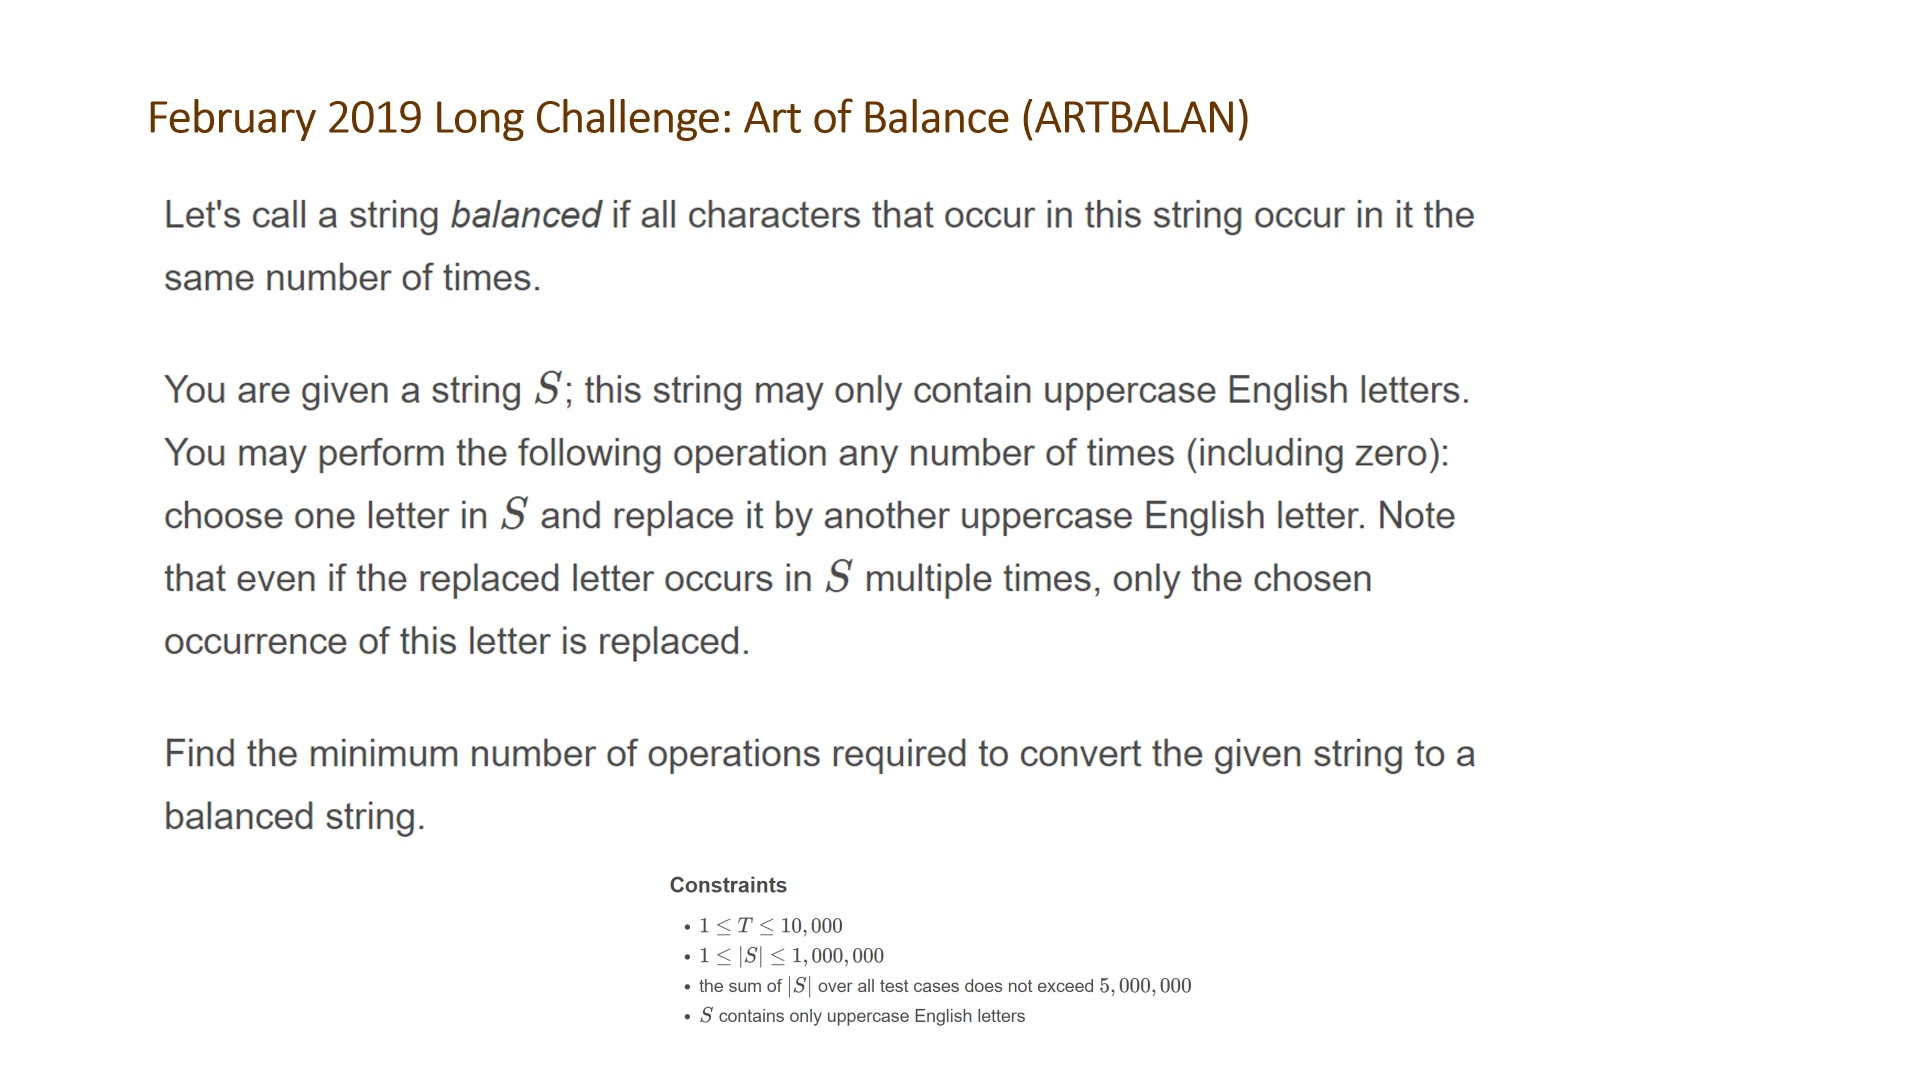 February 2019 Long Challenge: Art of Balance (ARTBALAN)
Let's call a string balanced if all characters that occur in this string occur in it the
same number of times.
You are given a string S; this string may only contain uppercase English letters.
You may perform the following operation any number of times (including zero):
choose one letter in S and replace it by another uppercase English letter. Note
that even if the replaced letter occurs in S multiple times, only the chosen
occurrence of this letter is replaced.
Find the minimum number of operations required to convert the given string to a
balanced string.
Constraints
• 1 ≤ T ≤ 10,000
• 1 ≤ |S| ≤ 1,000,000
• the sum of |S| over all test cases does not exceed 5,000,000
• S contains only uppercase English letters